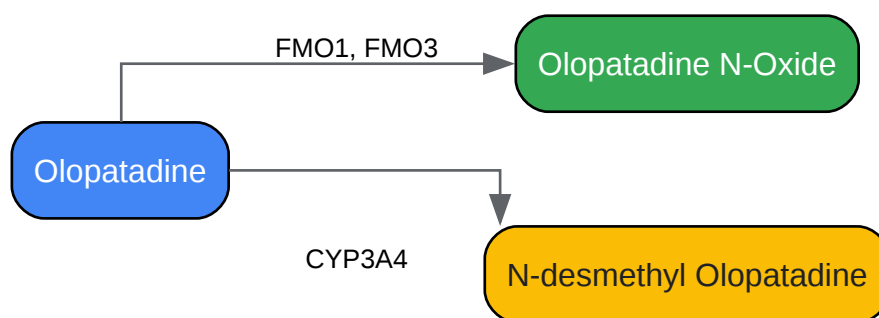 FMO1, FMO3
Olopatadine N-Oxide
Olopatadine
CYP3A4
N-desmethyl Olopatadine